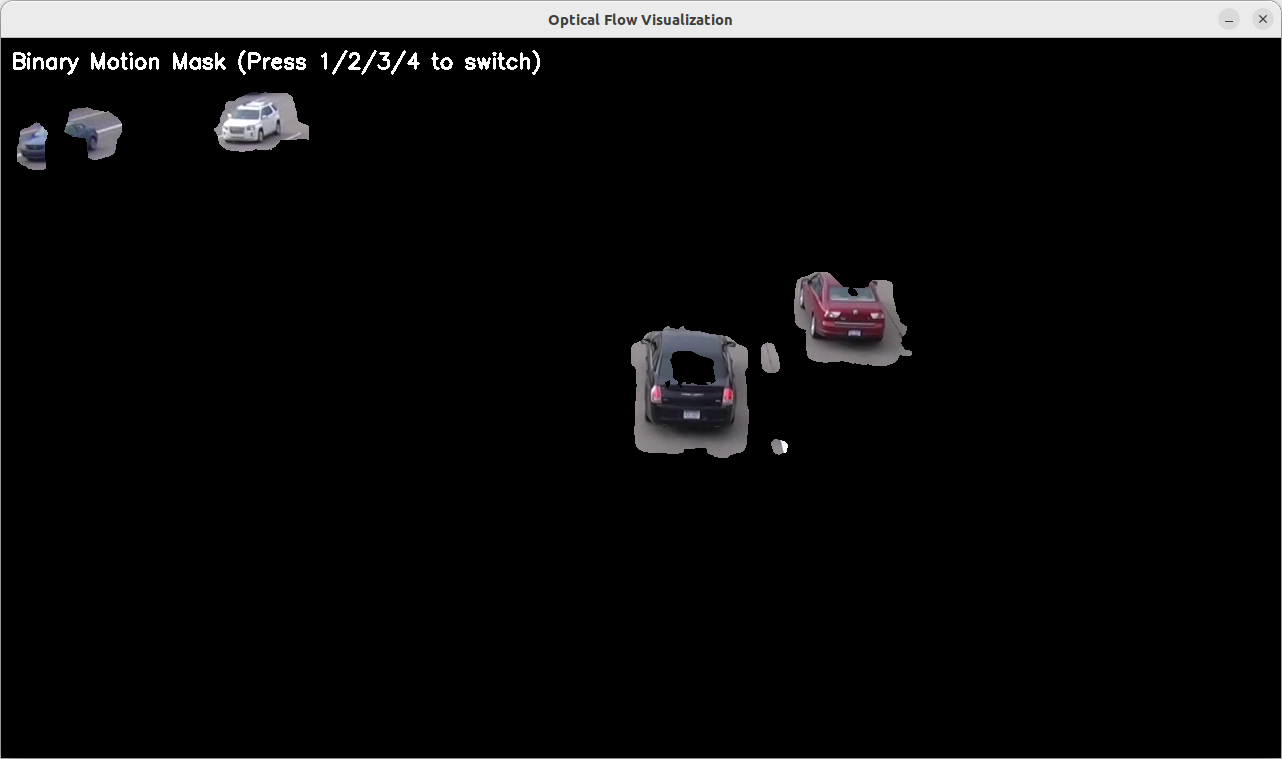 Optical Flow Visualization
Binary Motion Mask (Press 1/2/3/4 to switch)